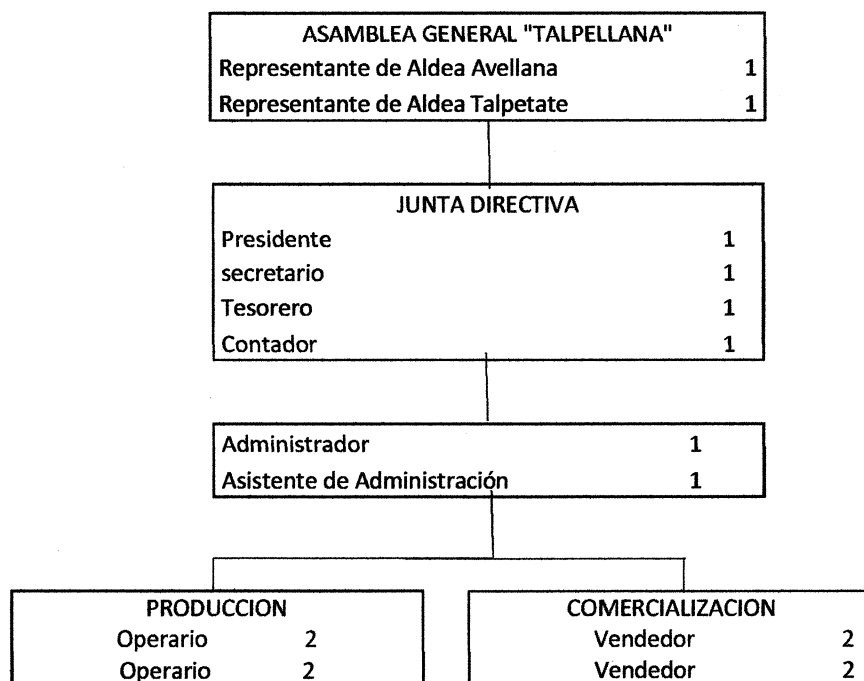 ASAMBLEA GENERAL "TALPELLANA"
Representante de Aldea Avellana 1
Representante de Aldea Talpetate 1
JUNTA DIRECTIVA
Presidente 1
secretario 1
Tesorero 1
Contador 1
Administrador 1
Asistente de Administración 1
PRODUCCION
Operario 2
Operario 2
COMERCIALIZACION
Vendedor 2
Vendedor 2